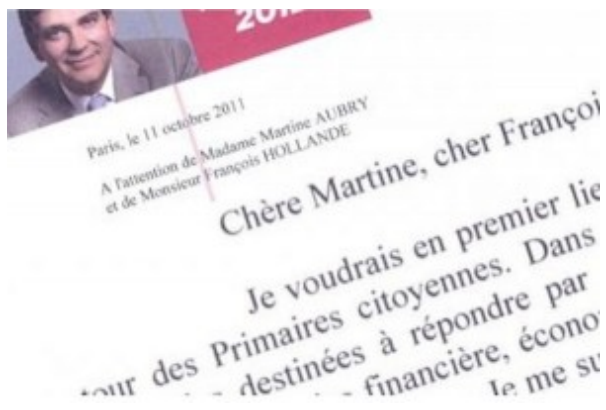 2012
Paris, le 11 octobre 2011
A l'attention de Madame Martine AUBRY
et de Monsieur François HOLLANDE
Chère Martine, cher Françoi
Je voudrais en premier lie
tour des Primaires citoyennes. Dans
destinées à répondre par
financière, écono
Je me su